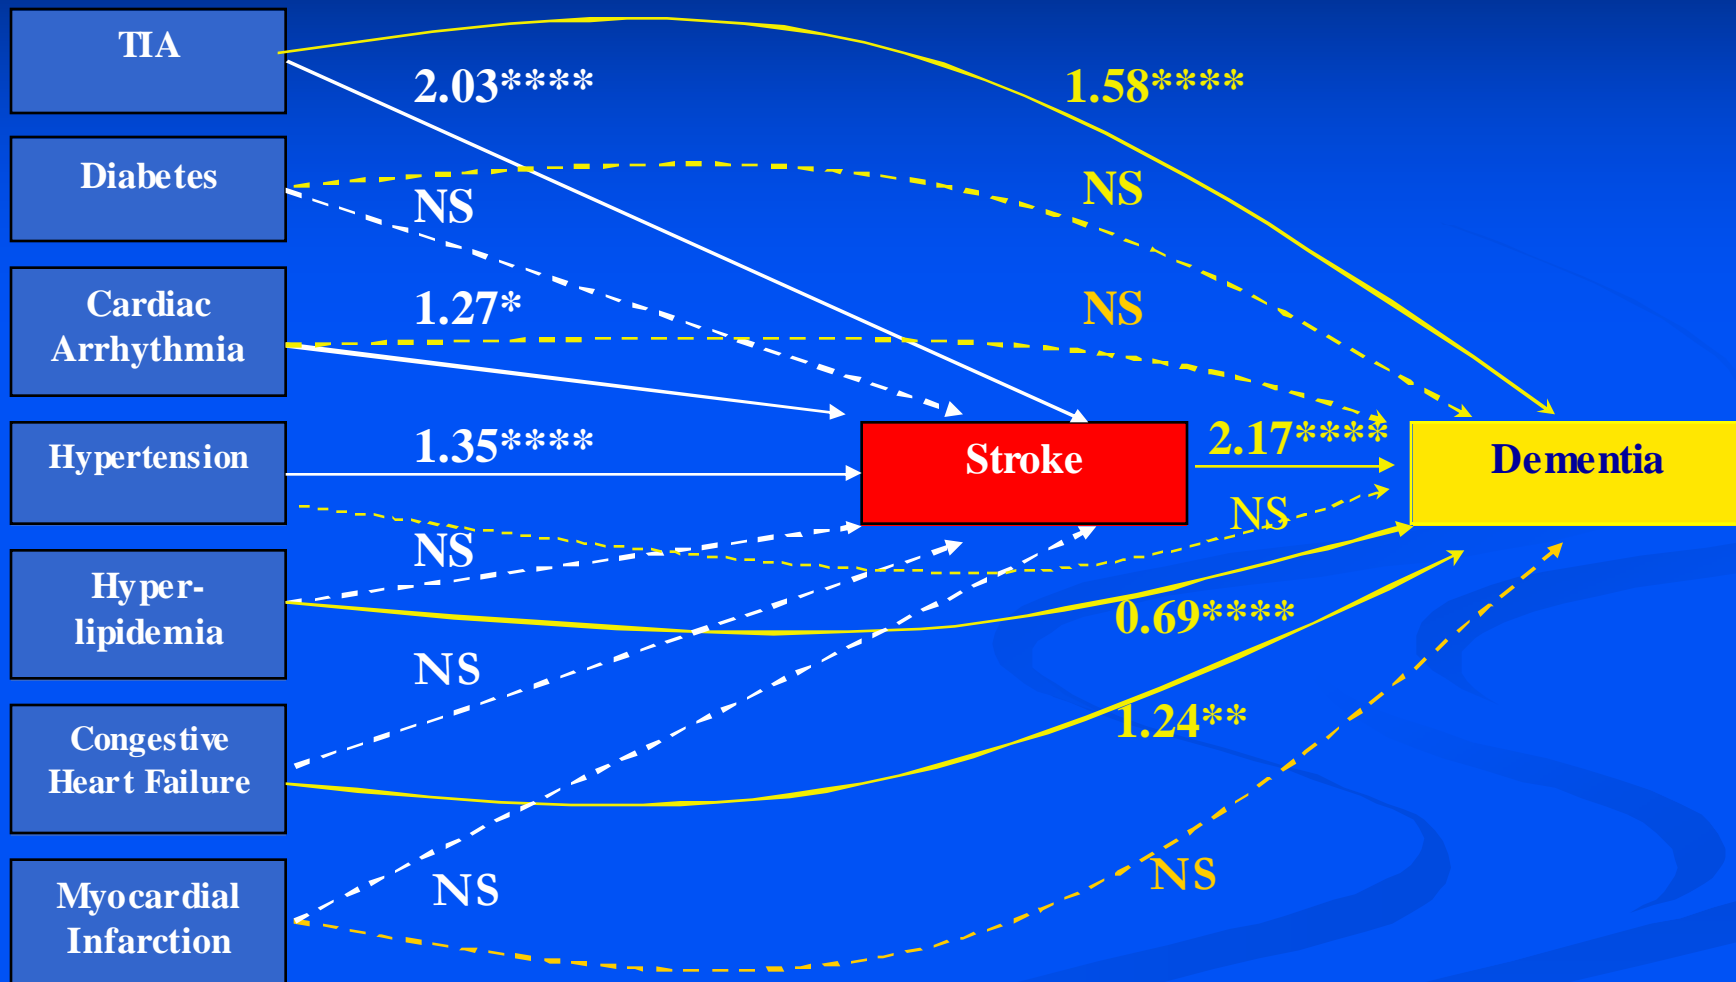 TIA
2.03****
1.58****
Diabetes
NS
NS
Cardiac
Arrhythmia
1.27*
NS
Hypertension
1.35****
Stroke
2.17****
Dementia
NS
NS
Hyper-
lipidemia
0.69****
NS
Congestive
Heart Failure
1.24**
Myocardial
Infarction
NS
NS